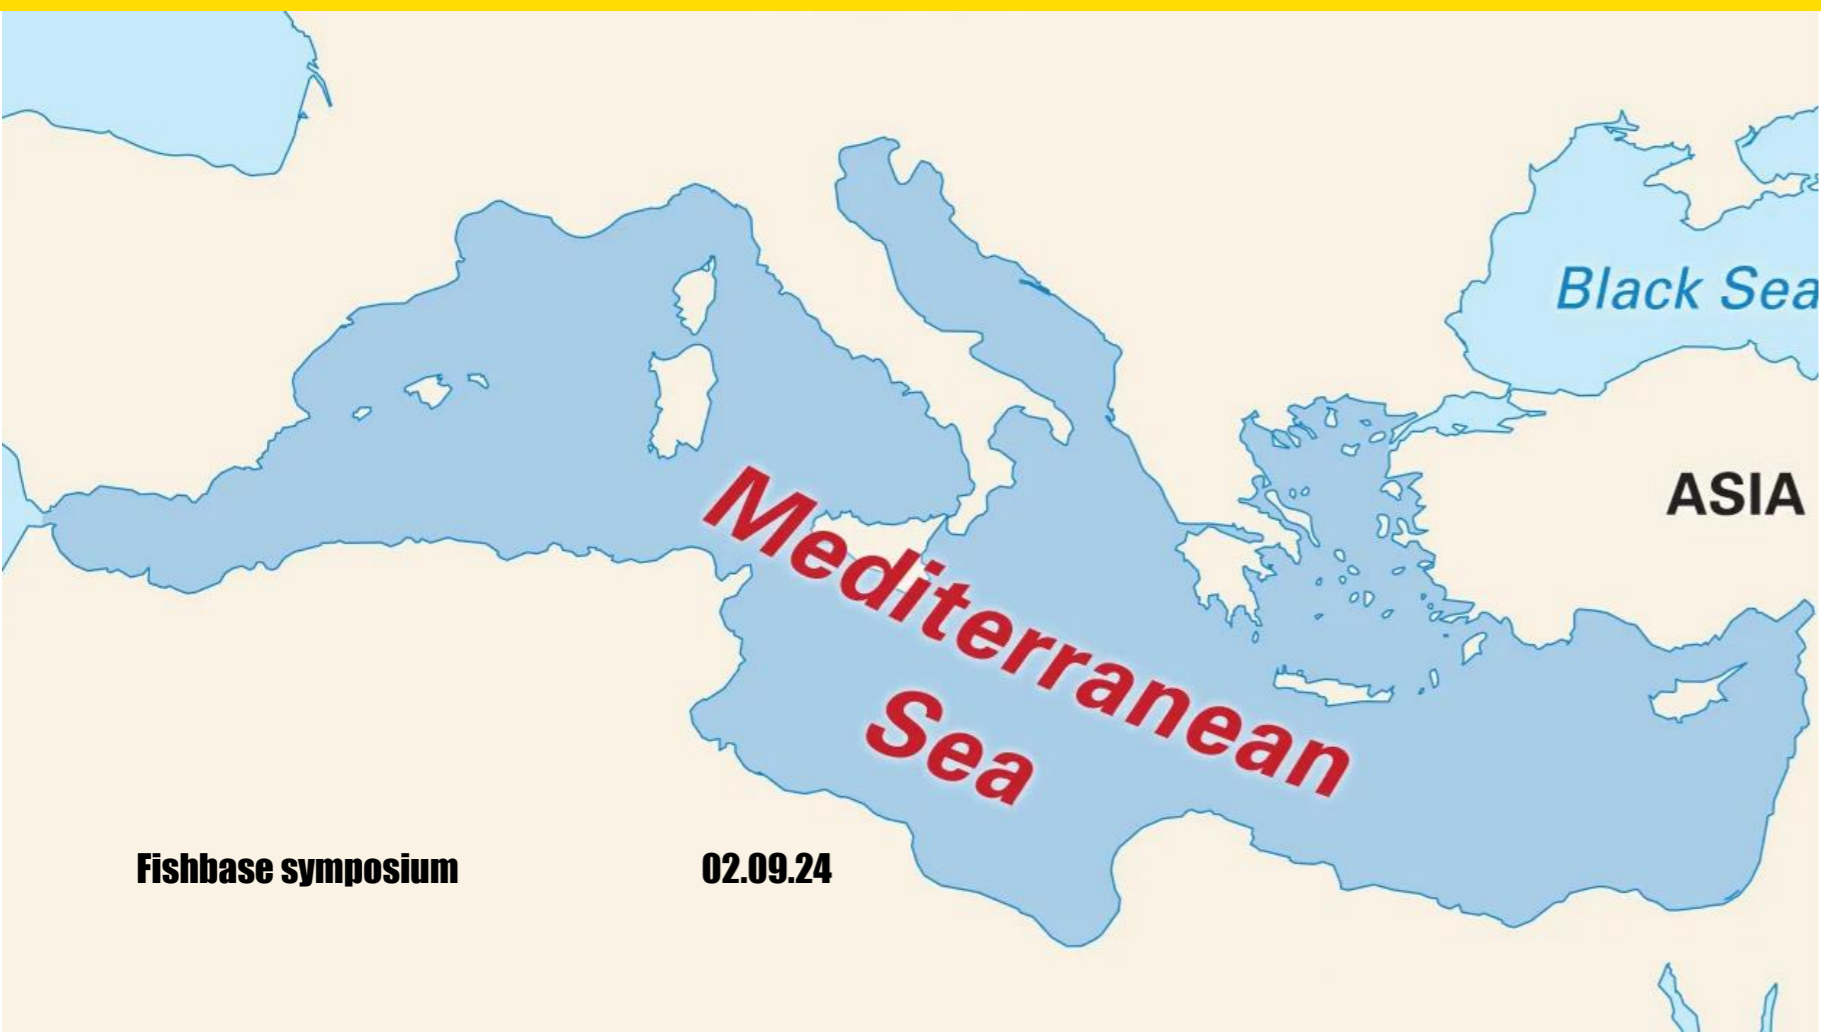 Black Sea
ASIA
Mediterranean
Sea
Fishbase symposium 02.09.24